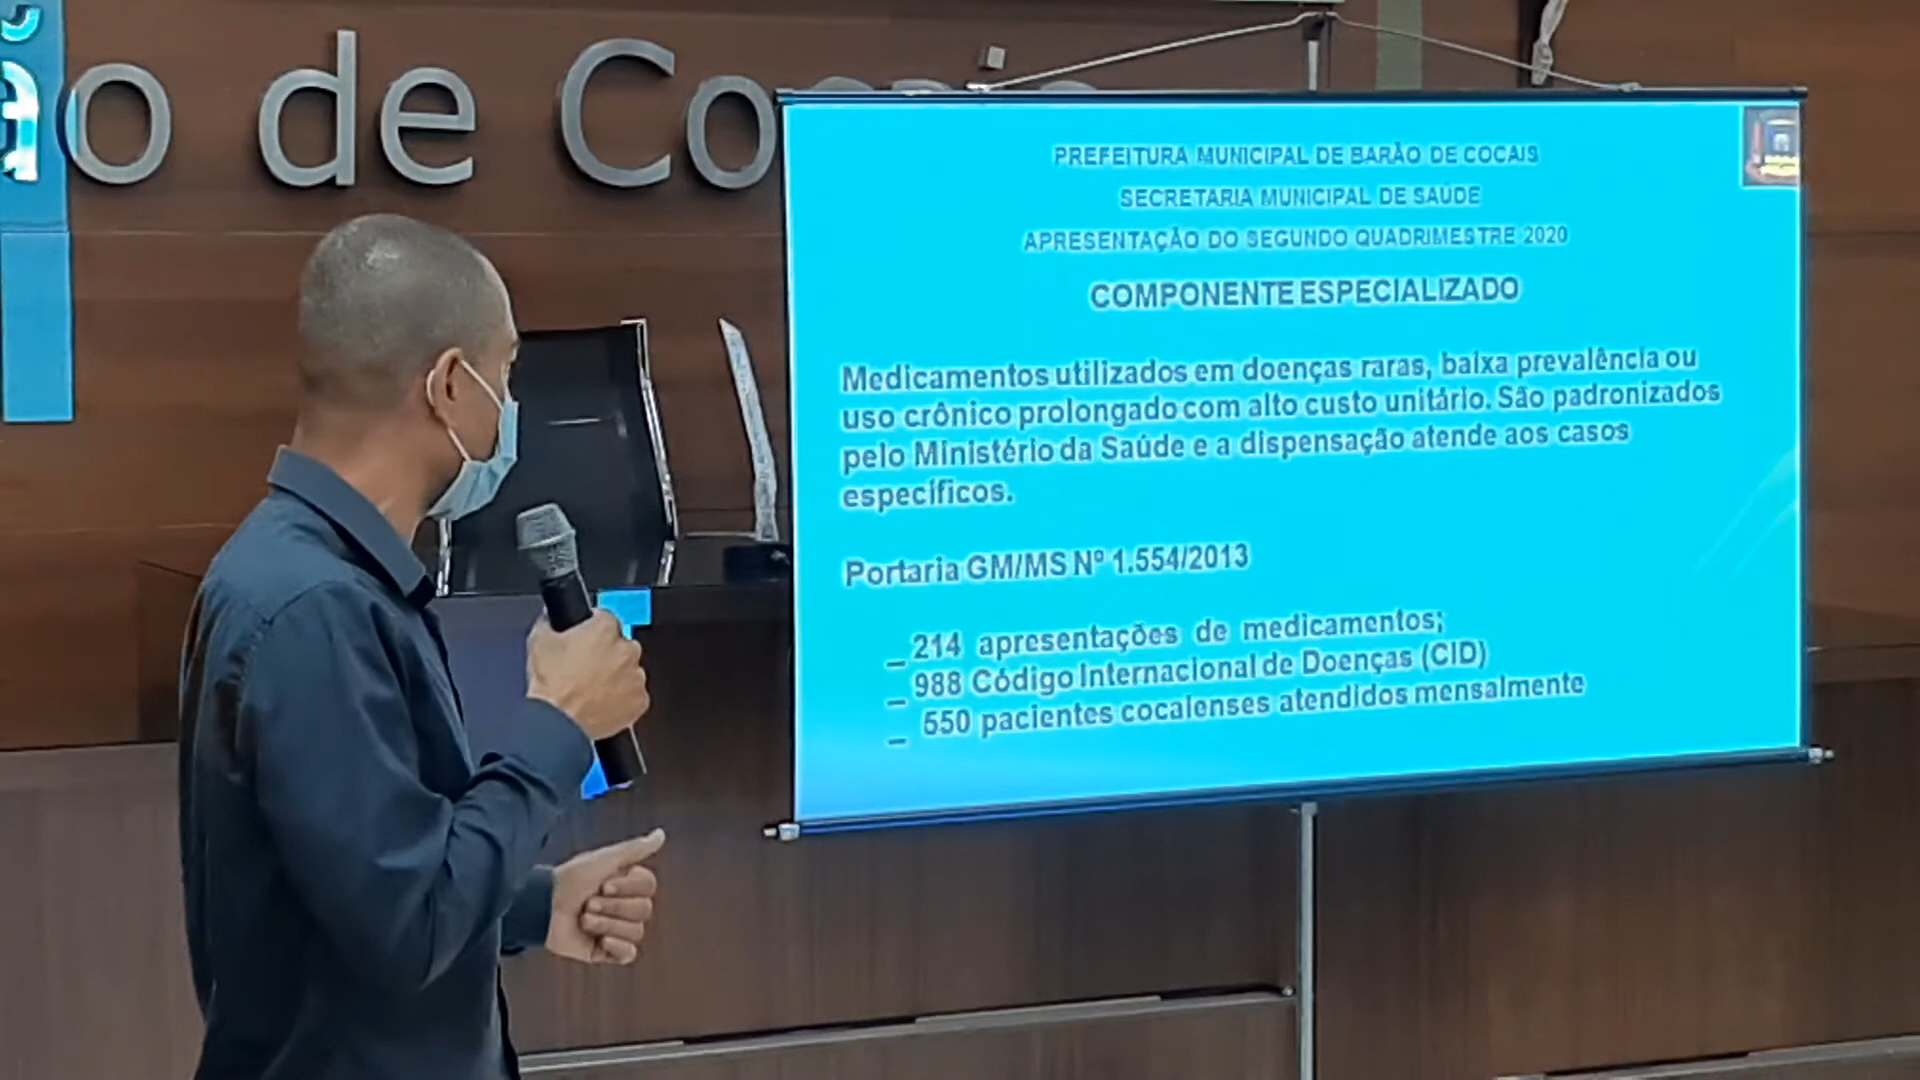 ão de Co
PREFEITURA MUNICIPAL DE BARÃO DE COCAIS
SECRETARIA MUNICIPAL DE SAÚDE
APRESENTAÇÃO DO SEGUNDO QUADRIMESTRE 2020
COMPONENTE ESPECIALIZADO
Medicamentos utilizados em doenças raras, baixa prevalência ou
uso crônico prolongado com alto custo unitário. São padronizados
pelo Ministério da Saúde e a dispensação atende aos casos
específicos.
Portaria GM/MS Nº 1.554/2013
_ 214 apresentações de medicamentos;
_ 988 Código Internacional de Doenças (CID)
_ 550 pacientes cocalenses atendidos mensalmente